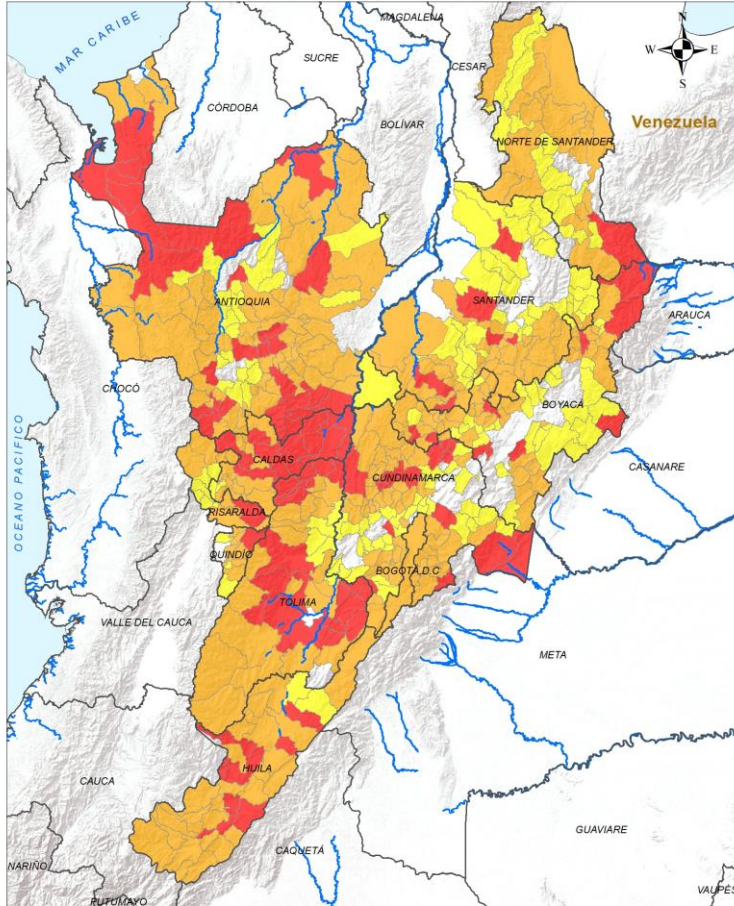 MAGDALENA
MAR CARIBE
SUCRE
CESAR
N
W
E
S
CÓRDOBA
BOLÍVAR
Venezuela
NORTE DE SANTANDER
ANTIOQUIA
SANTANDER
ARAUCA
CHOCÓ
BOYACÁ
CALDAS
CUNDINAMARCA
CASANARE
OCEANO PACIFICO
RISARALDA
QUINDÍO
BOGOTÁ,D.C
TOLIMA
VALLE DEL CAUCA
META
HUILA
CAUCA
GUAVIARE
CAQUETÁ
NARIÑO
PUTUMAYO
VAUPÉS